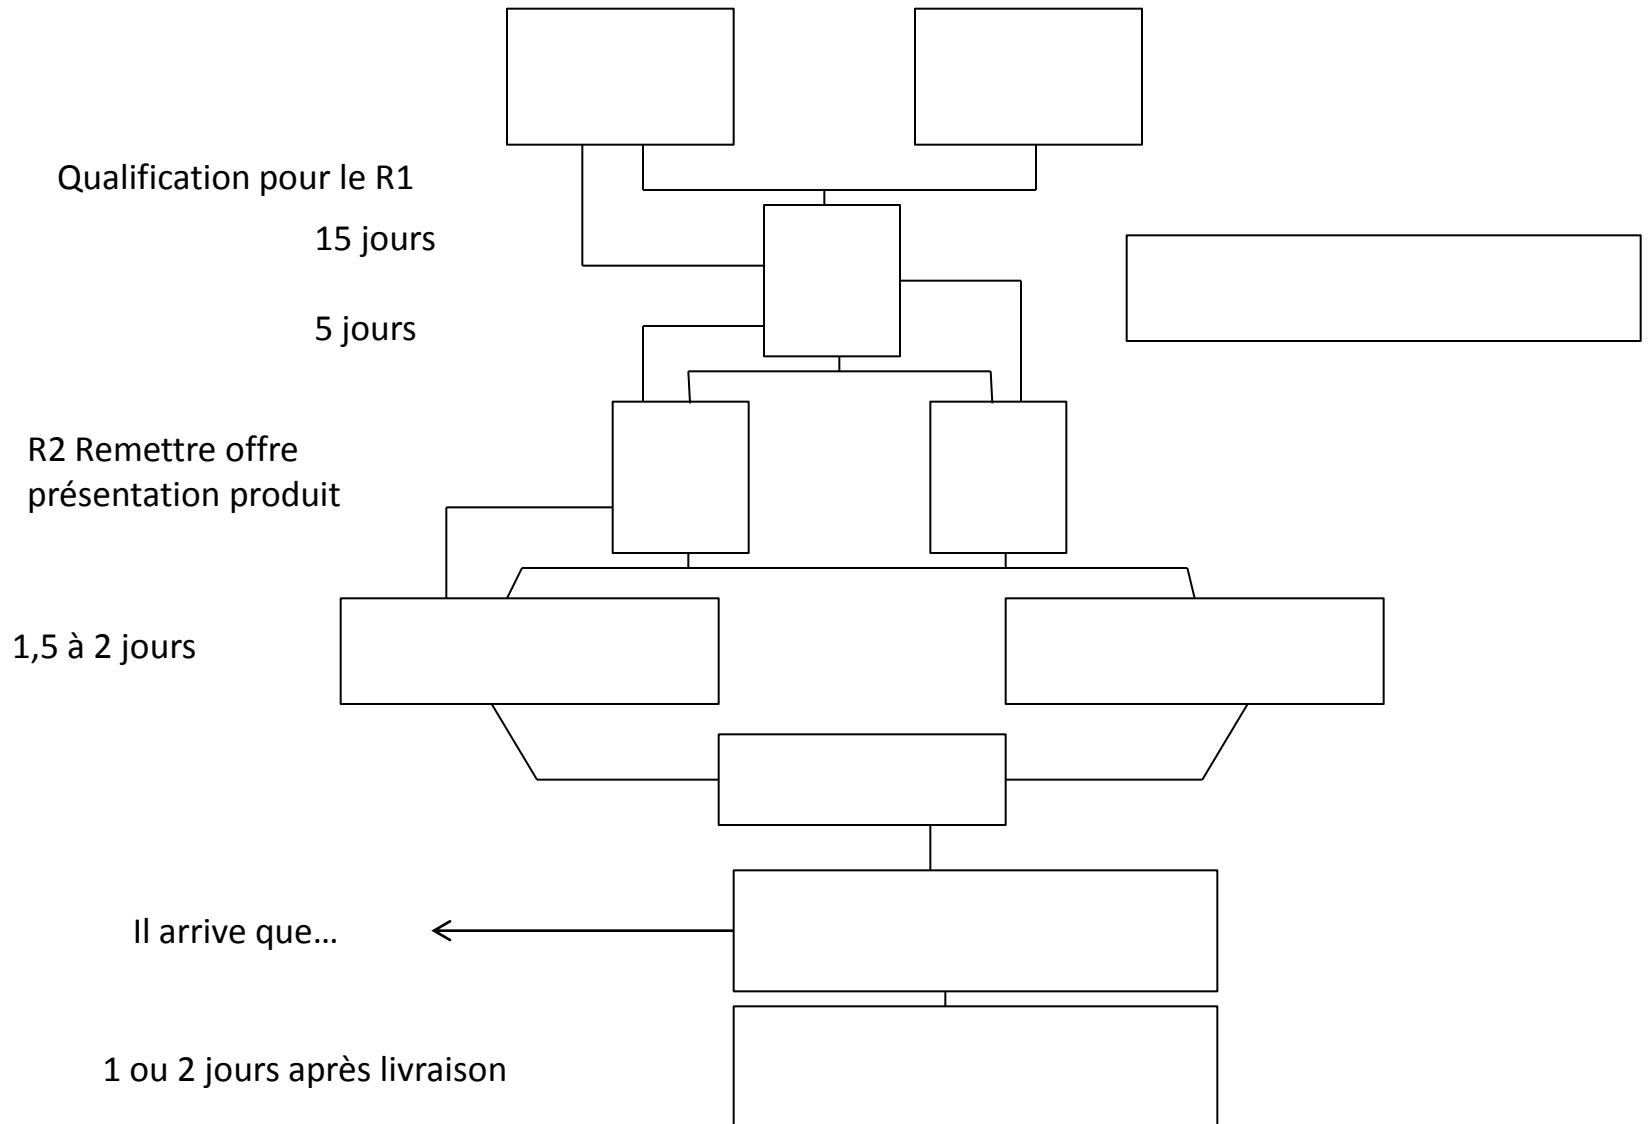 Qualification pour le R1
15 jours
5 jours
R2 Remettre offre
présentation produit
1,5 à 2 jours
Il arrive que…
1 ou 2 jours après livraison